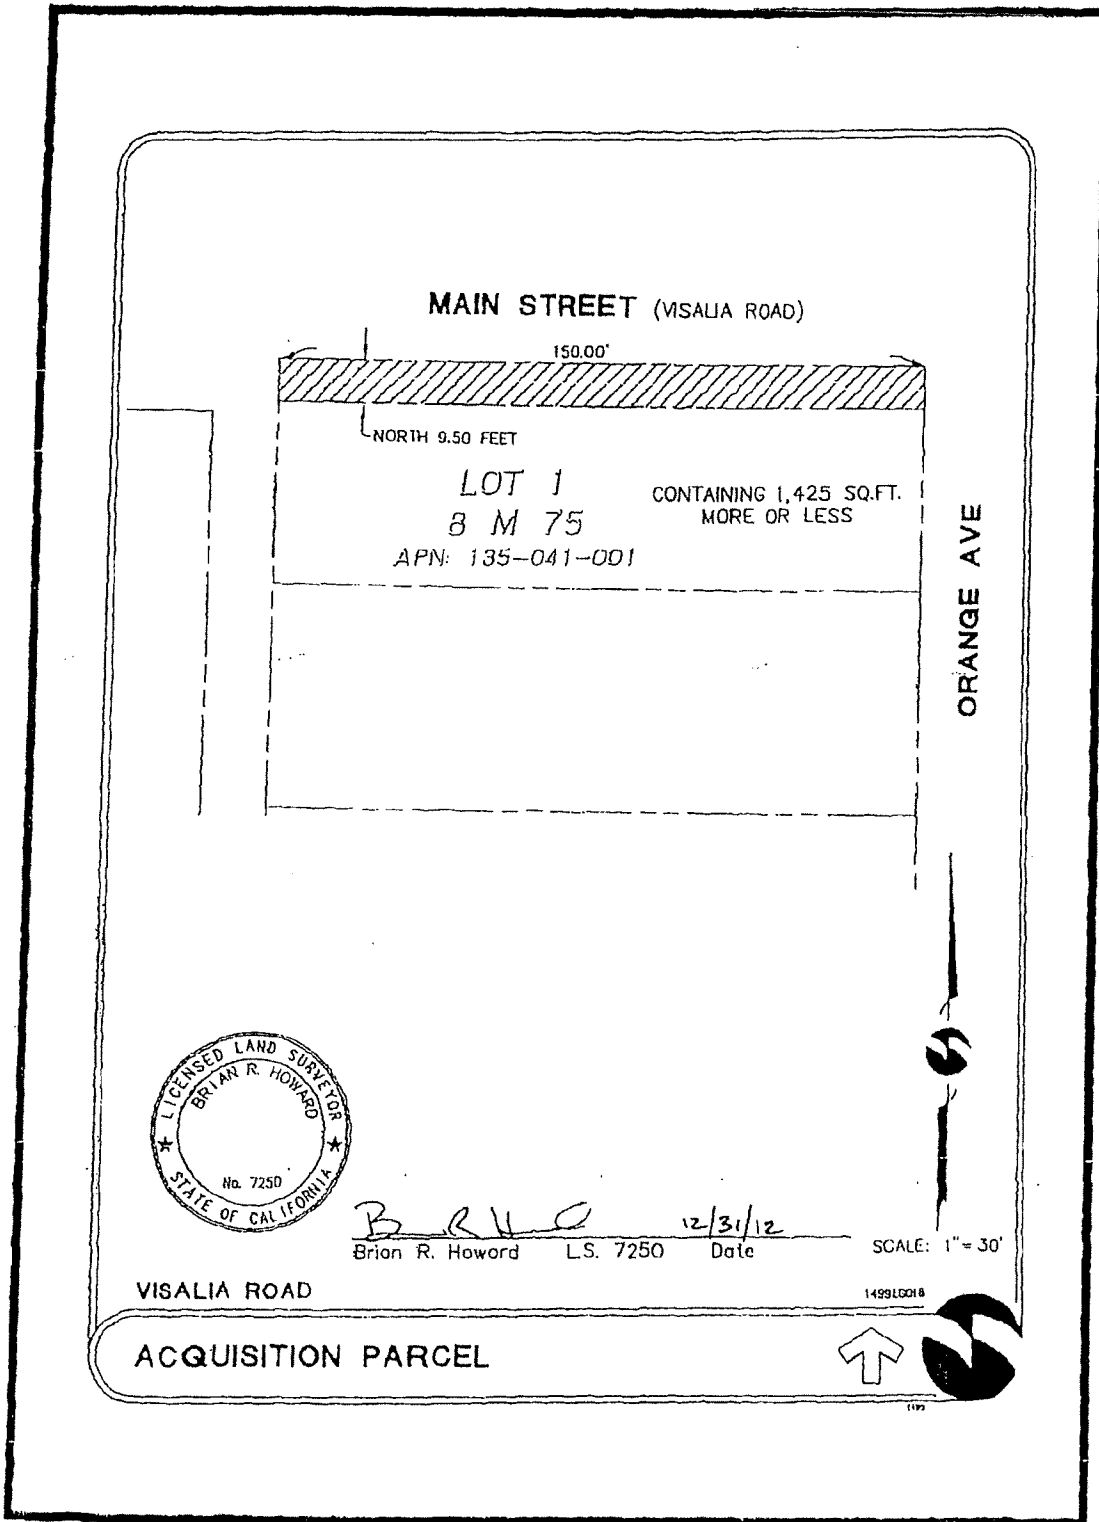 MAIN STREET (VISALIA ROAD)
150.00'
NORTH 9.50 FEET
LOT 1
8 M 75
APN: 135-041-001
CONTAINING 1,425 SQ.FT.
MORE OR LESS
ORANGE AVE
LICENSED LAND SURVEYOR
BRIAN R. HOWARD
No. 7250
STATE OF CALIFORNIA
12/31/12
Brian R. Howard L.S. 7250 Date
SCALE: 1"= 30'
VISALIA ROAD
1499LG018
ACQUISITION PARCEL